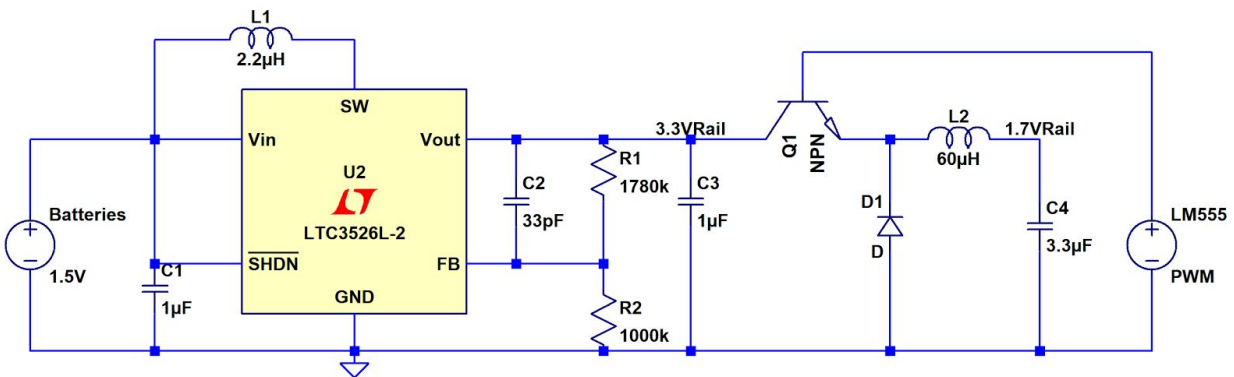 L1
2.2µH
SW
Vin
Vout
U2
LTC3526L-2
SHDN
FB
GND
Batteries
1.5V
C1
1µF
C2
33pF
R1
1780k
R2
1000k
3.3VRail
C3
1µF
Q1
NPN
D1
D
L2
60µH
1.7VRail
C4
3.3µF
LM555
PWM